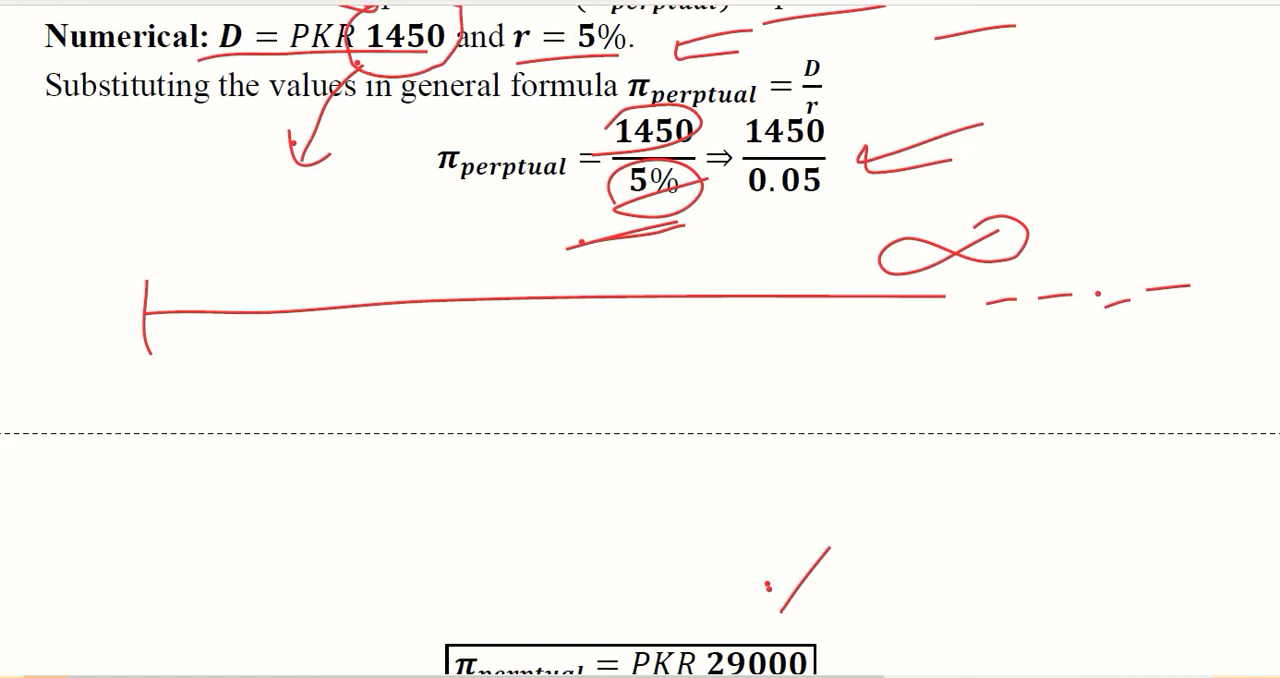 Numerical: D = PKR 1450 and r = 5%.
Substituting the values in general formula π_perptual = D/r
π_perptual = 1450/5% ⇒ 1450/0.05
∞
π_perptual = PKR 29000